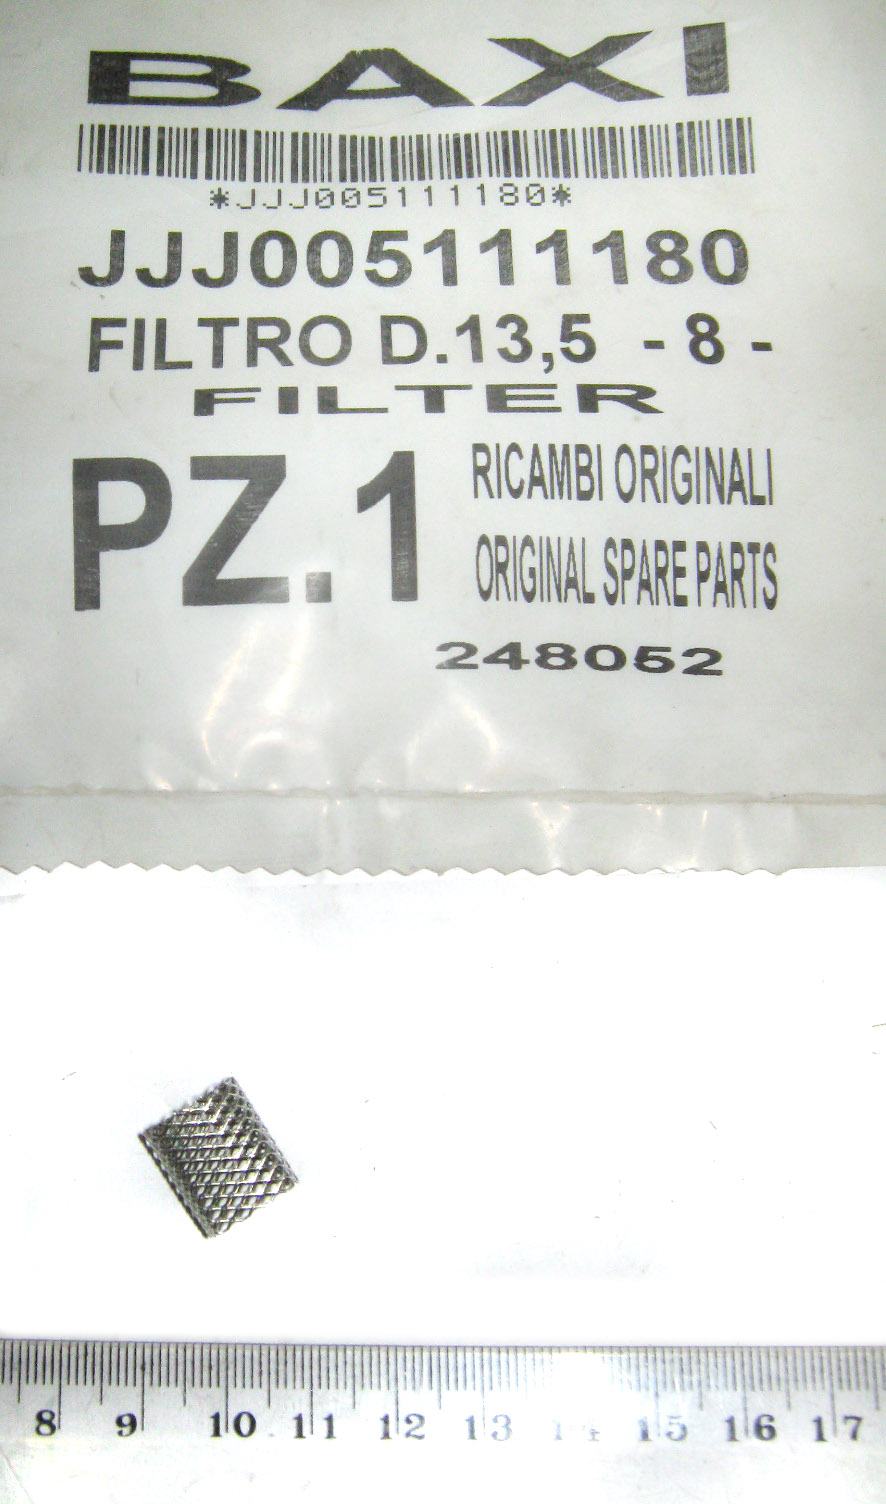 BAXI
*JJJ005111180*
JJJ005111180
FILTRO D.13,5 - 8 -
FILTER
PZ.1
RICAMBI ORIGINALI
ORIGINAL SPARE PARTS
248052
8 9 10 11 12 13 14 15 16 17